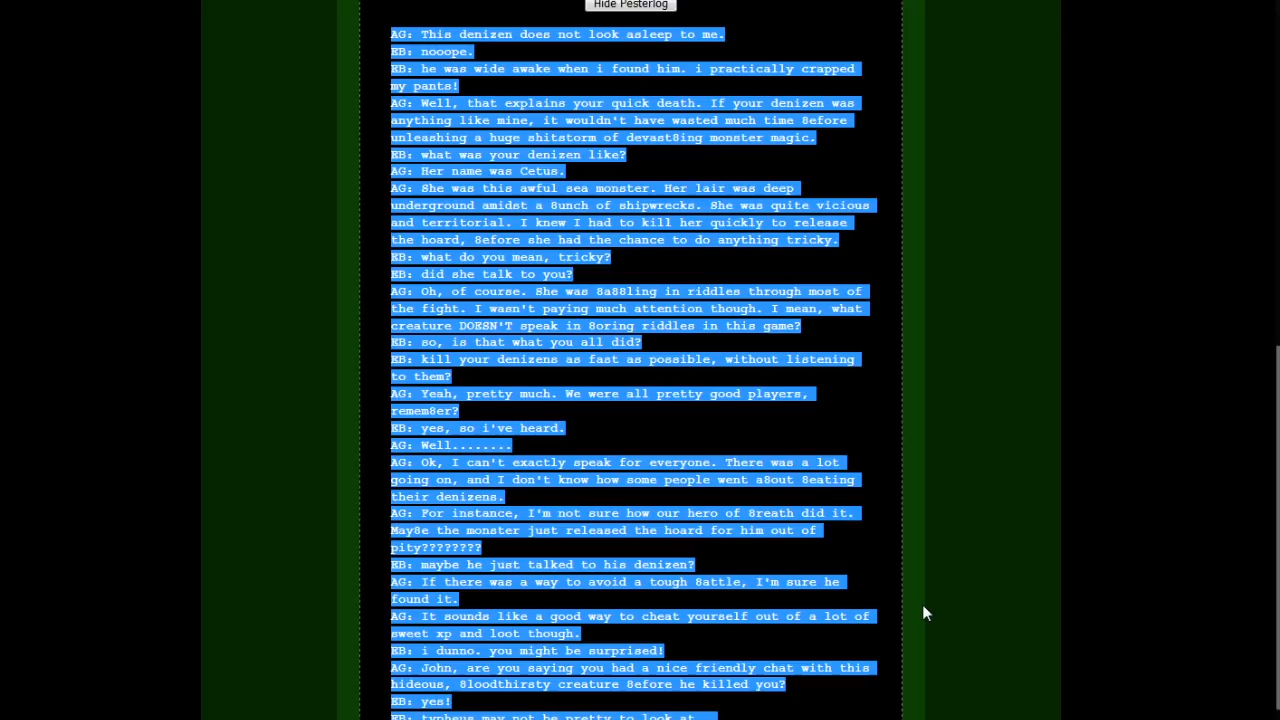 Hide Pesterlog
AG: This denizen does not look asleep to me.
EB: nooope.
EB: he was wide awake when i found him. i practically crapped
my pants!
AG: Well, that explains your quick death. If your denizen was
anything like mine, it wouldn't have wasted much time 8efore
unleashing a huge shitstorm of devast8ing monster magic.
EB: what was your denizen like?
AG: Her name was Cetus.
AG: She was this awful sea monster. Her lair was deep
underground amidst a 8unch of shipwrecks. She was quite vicious
and territorial. I knew I had to kill her quickly to release
the hoard, 8efore she had the chance to do anything tricky.
EB: what do you mean, tricky?
EB: did she talk to you?
AG: Oh, of course. She was 8a88ling in riddles through most of
the fight. I wasn't paying much attention though. I mean, what
creature DOESN'T speak in 8oring riddles in this game?
EB: so, is that what you all did?
EB: kill your denizens as fast as possible, without listening
to them?
AG: Yeah, pretty much. We were all pretty good players,
remem8er?
EB: yes, so i've heard.
AG: Well........
AG: Ok, I can't exactly speak for everyone. There was a lot
going on, and I don't know how some people went a8out 8eating
their denizens.
AG: For instance, I'm not sure how our hero of 8reath did it.
May8e the monster just released the hoard for him out of
pity????????
EB: maybe he just talked to his denizen?
AG: If there was a way to avoid a tough 8attle, I'm sure he
found it.
AG: It sounds like a good way to cheat yourself out of a lot of
sweet xp and loot though.
EB: i dunno. you might be surprised!
AG: John, are you saying you had a nice friendly chat with this
hideous, 8loodthirsty creature 8efore he killed you?
EB: yes!
EB: typheus may not be pretty to look at...